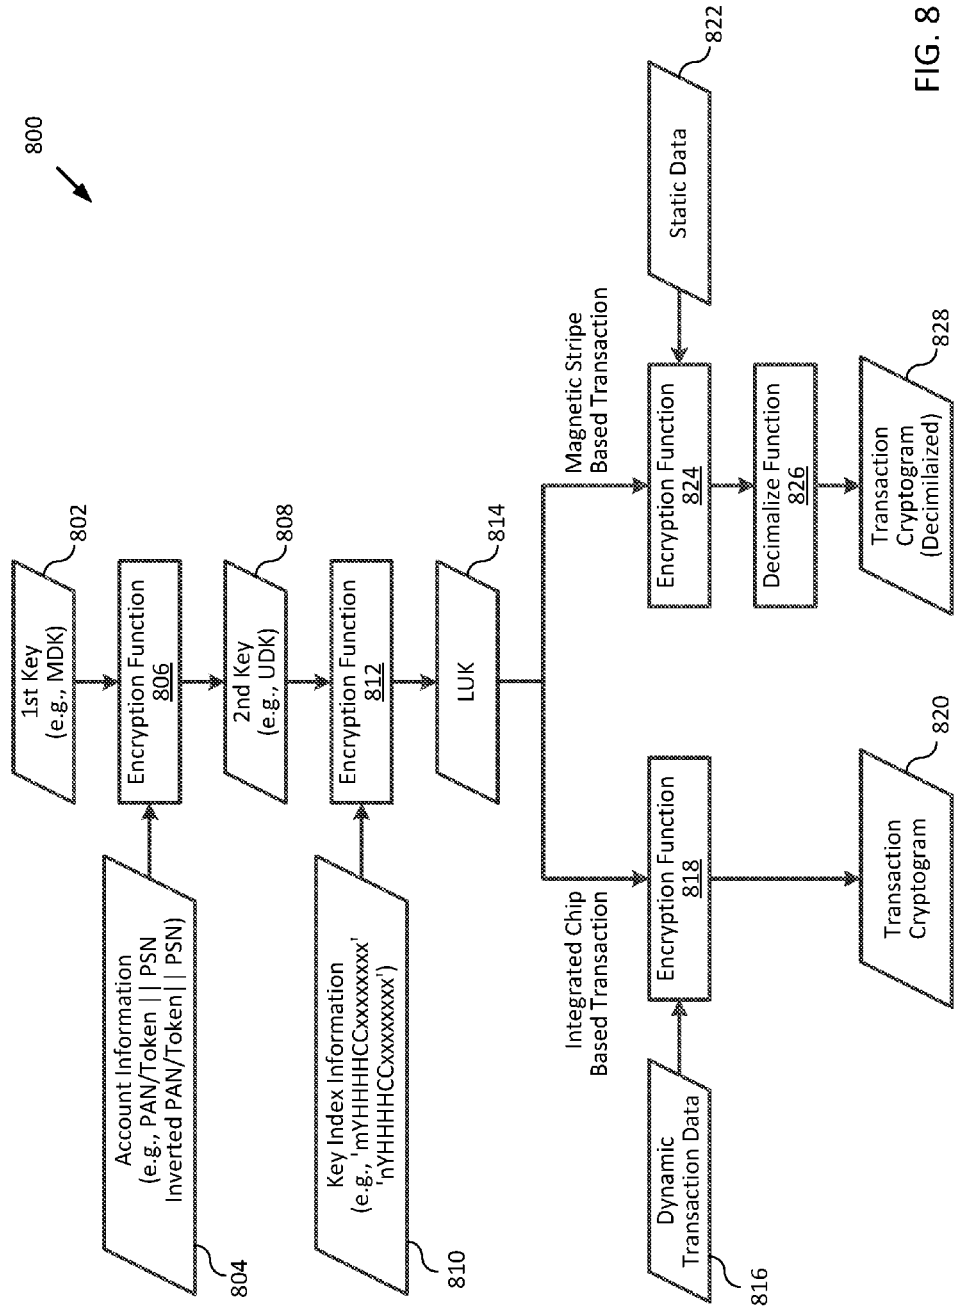 800
1st Key
(e.g., MDK)
802
Account Information
(e.g., PAN/Token || PSN
Inverted PAN/Token || PSN)
804
Encryption Function
806
2nd Key
(e.g., UDK)
808
Key Index Information
(e.g., 'mYHHHHCCxxxxxxxx'
'nYHHHHCCxxxxxxxx')
810
Encryption Function
812
LUK
814
Integrated Chip
Based Transaction
Magnetic Stripe
Based Transaction
Dynamic
Transaction Data
816
Encryption Function
818
Transaction
Cryptogram
820
Static Data
822
Encryption Function
824
Decimalize Function
826
Transaction
Cryptogram
(Decimilaized)
828
FIG. 8